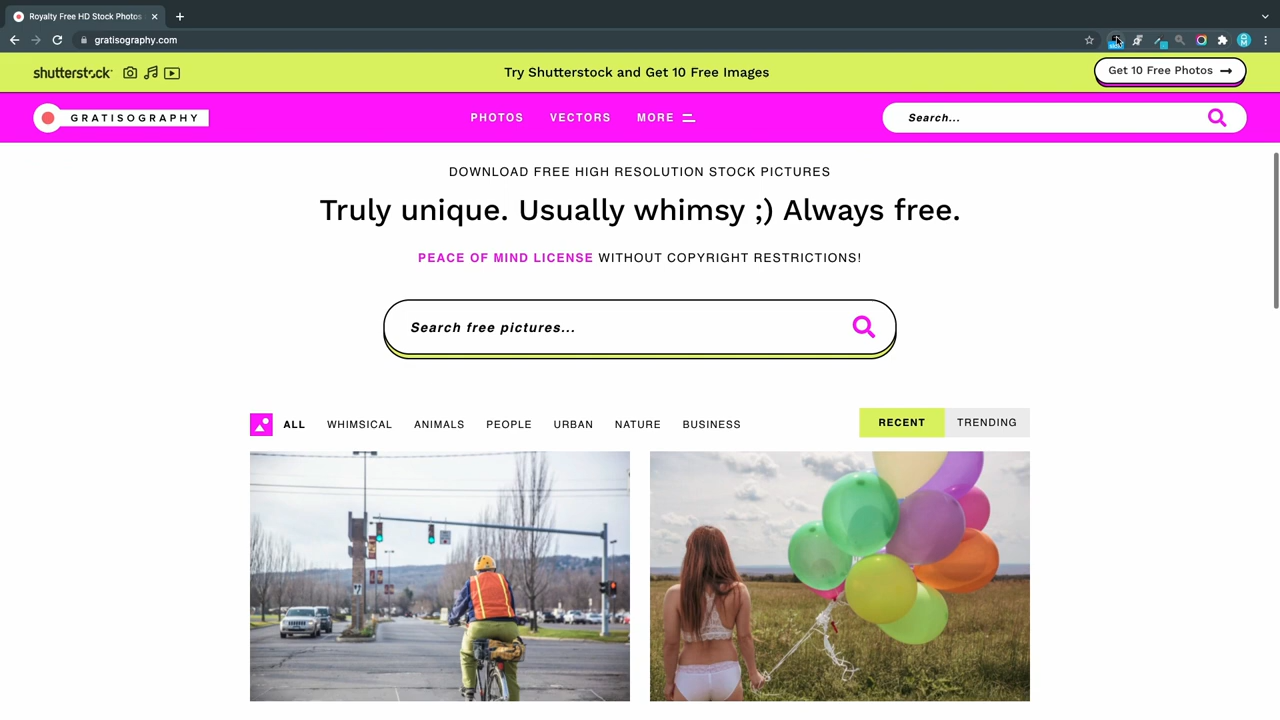 Royalty Free HD Stock Photos
gratisography.com
shutterstock
Try Shutterstock and Get 10 Free Images
Get 10 Free Photos
GRATISOGRAPHY
PHOTOS VECTORS MORE
Search...
DOWNLOAD FREE HIGH RESOLUTION STOCK PICTURES
Truly unique. Usually whimsy ;) Always free.
PEACE OF MIND LICENSE WITHOUT COPYRIGHT RESTRICTIONS!
Search free pictures...
ALL WHIMSICAL ANIMALS PEOPLE URBAN NATURE BUSINESS
RECENT TRENDING